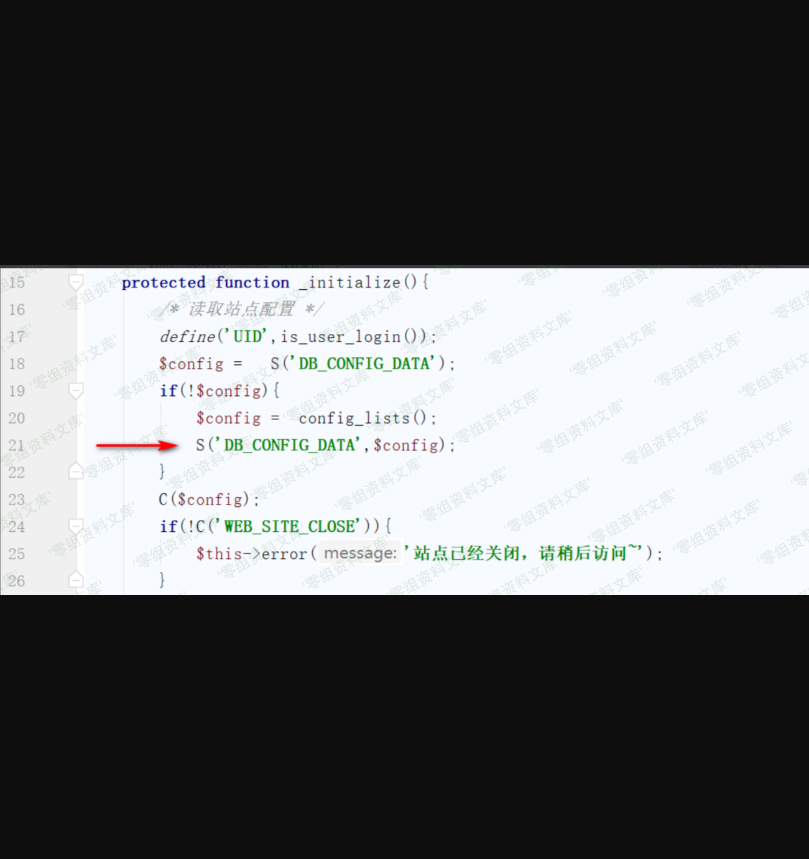 15 protected function _initialize(){
16 /* 读取站点配置 */
17 define('UID',is_user_login());
18 $config = S('DB_CONFIG_DATA');
19 if(!$config){
20 $config = config_lists();
21 S('DB_CONFIG_DATA',$config);
22 }
23 C($config);
24 if(!C('WEB_SITE_CLOSE')){
25 $this->error( message: '站点已经关闭，请稍后访问~');
26 }
'零组资料文库'